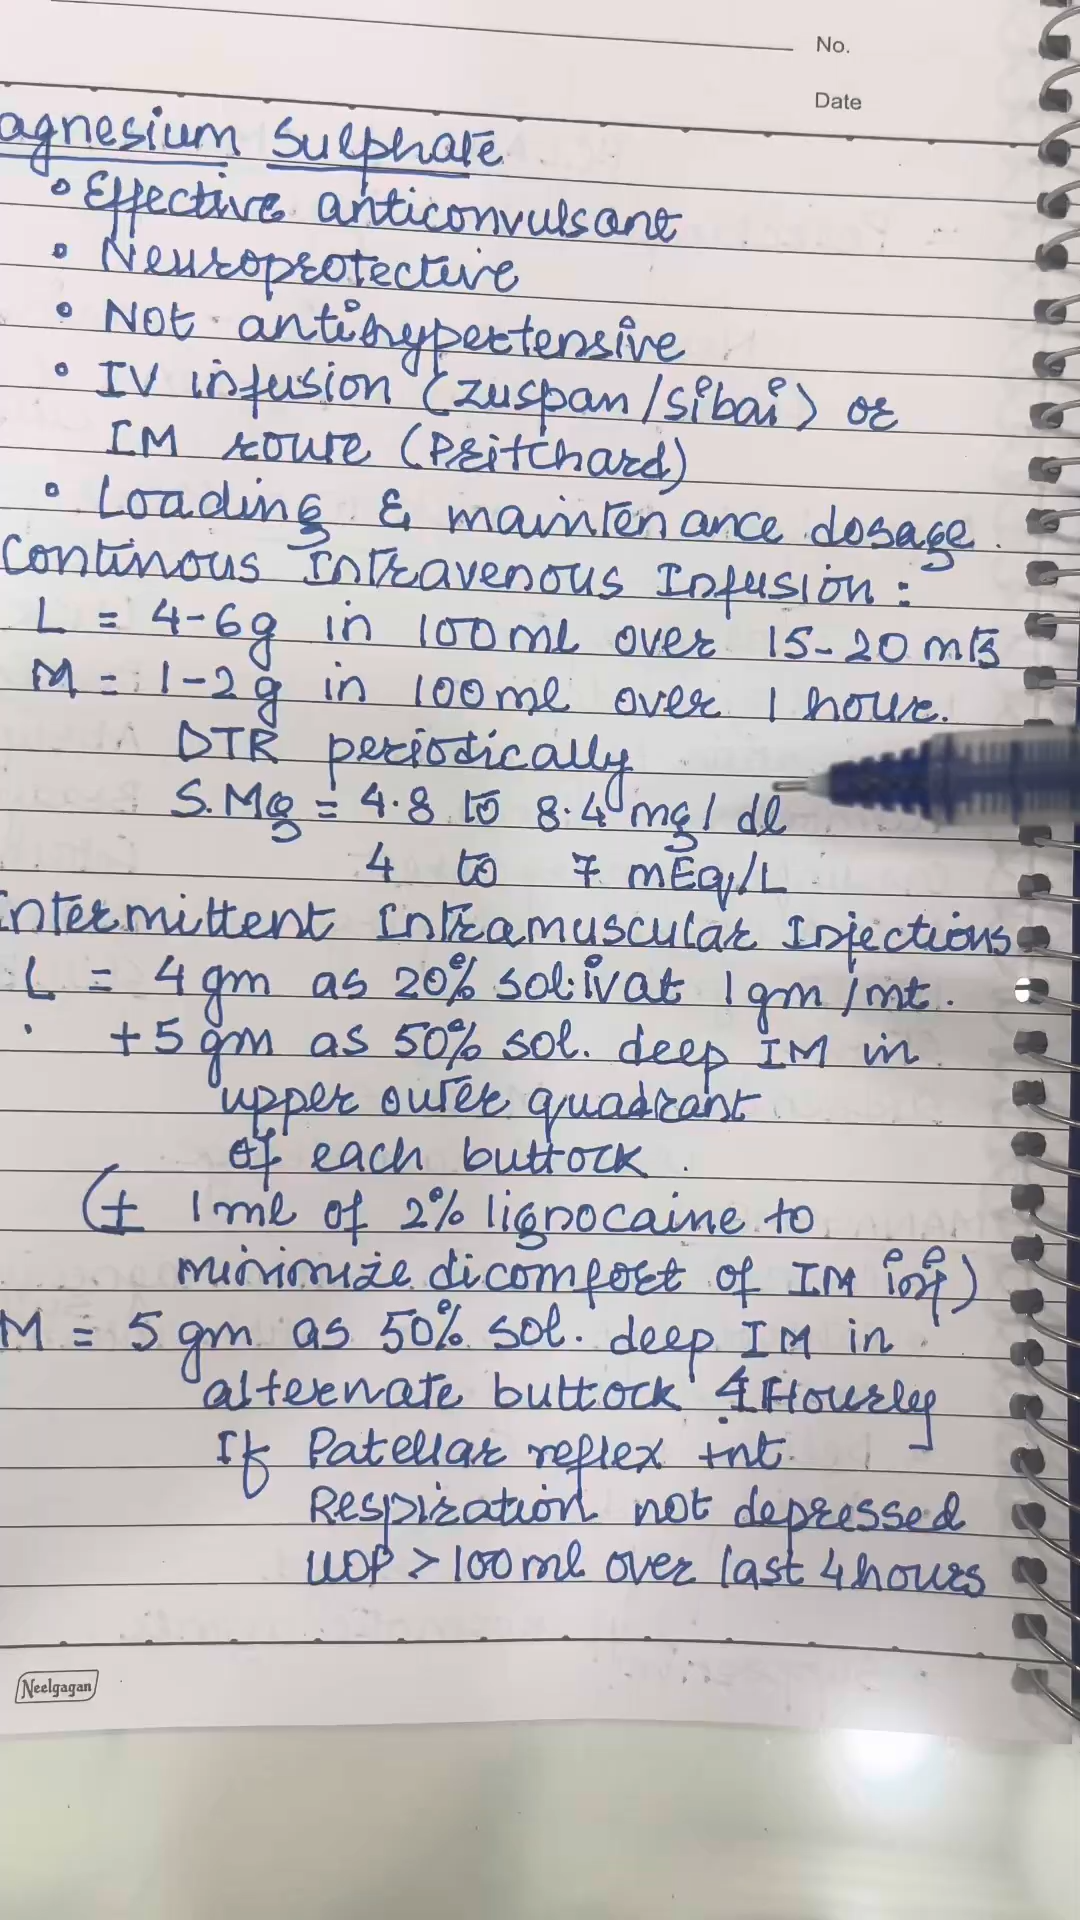 No.
Date
agnesium Sulphate
• Effective anticonvulsant
• Neuroprotective
• Not antihypertensive
• IV infusion (Zuspan/Sibai) or
IM route (Pritchard)
• Loading & maintenance dosage.
Continous Intravenous Infusion:
L = 4-6g in 100ml over 15-20 mts
M = 1-2g in 100ml over 1 hour.
DTR periodically
S.Mg = 4.8 to 8.4 mg/dl
4 to 7 mEq/L
Intermittent Intramuscular Injections
L = 4 gm as 20% sol. iv at 1gm/mt.
+5 gm as 50% sol. deep IM in
upper outer quadrant
of each buttock.
(± 1ml of 2% lignocaine to
minimize dicomfort of IM inj)
M = 5 gm as 50% sol. deep IM in
alternate buttock 4 Hourly
If Patellar reflex +nt
Respiration not depressed
UOP > 100ml over last 4 hours
Neelgagan